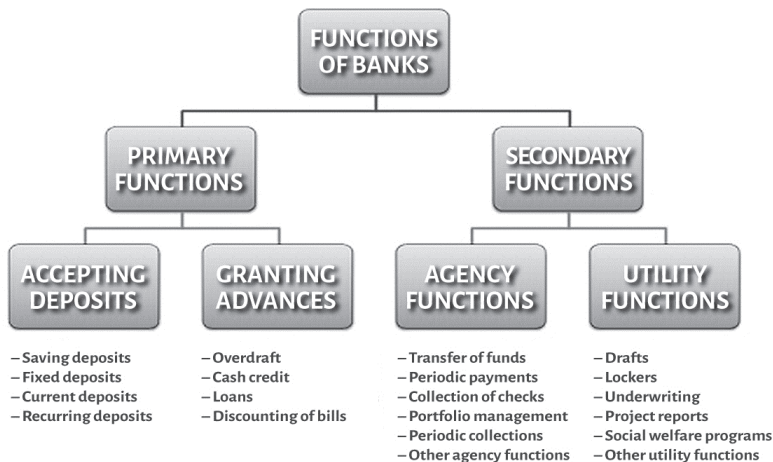 FUNCTIONS
OF BANKS
PRIMARY
FUNCTIONS
SECONDARY
FUNCTIONS
ACCEPTING
DEPOSITS
GRANTING
ADVANCES
AGENCY
FUNCTIONS
UTILITY
FUNCTIONS
– Saving deposits
– Fixed deposits
– Current deposits
– Recurring deposits
– Overdraft
– Cash credit
– Loans
– Discounting of bills
– Transfer of funds
– Periodic payments
– Collection of checks
– Portfolio management
– Periodic collections
– Other agency functions
– Drafts
– Lockers
– Underwriting
– Project reports
– Social welfare programs
– Other utility functions